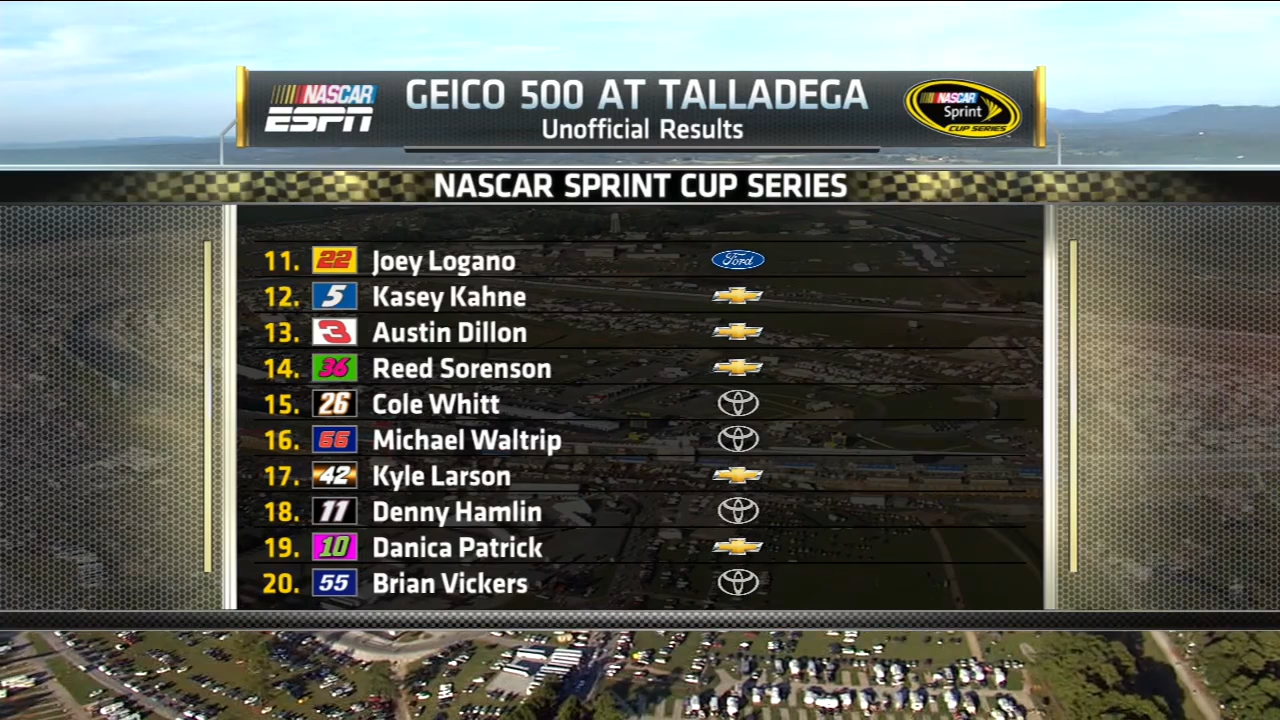 NASCAR
ESPN
GEICO 500 AT TALLADEGA
Unofficial Results
NASCAR
Sprint
CUP SERIES
NASCAR SPRINT CUP SERIES
11. 22 Joey Logano Ford
12. 5 Kasey Kahne
13. 3 Austin Dillon
14. 36 Reed Sorenson
15. 26 Cole Whitt
16. 66 Michael Waltrip
17. 42 Kyle Larson
18. 11 Denny Hamlin
19. 10 Danica Patrick
20. 55 Brian Vickers